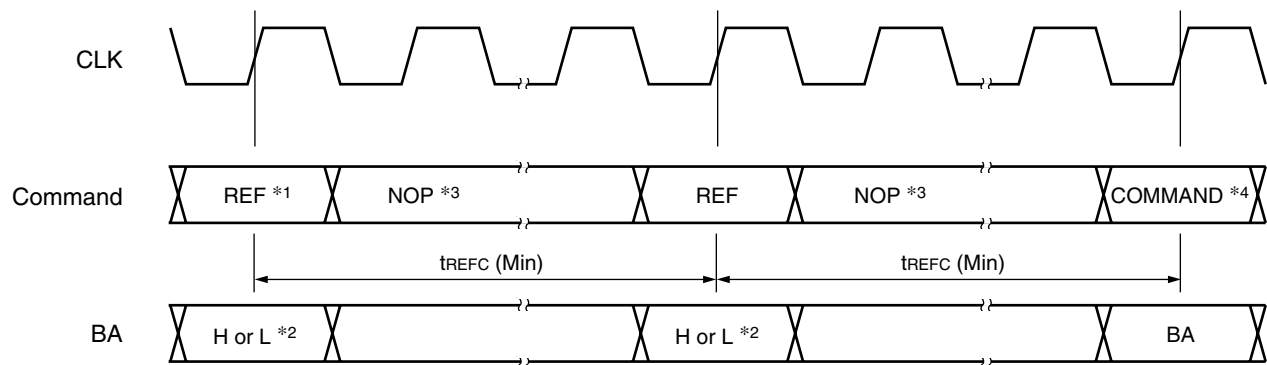 CLK
Command
REF *1
NOP *3
REF
NOP *3
COMMAND *4
tREFC (Min)
tREFC (Min)
BA
H or L *2
H or L *2
BA